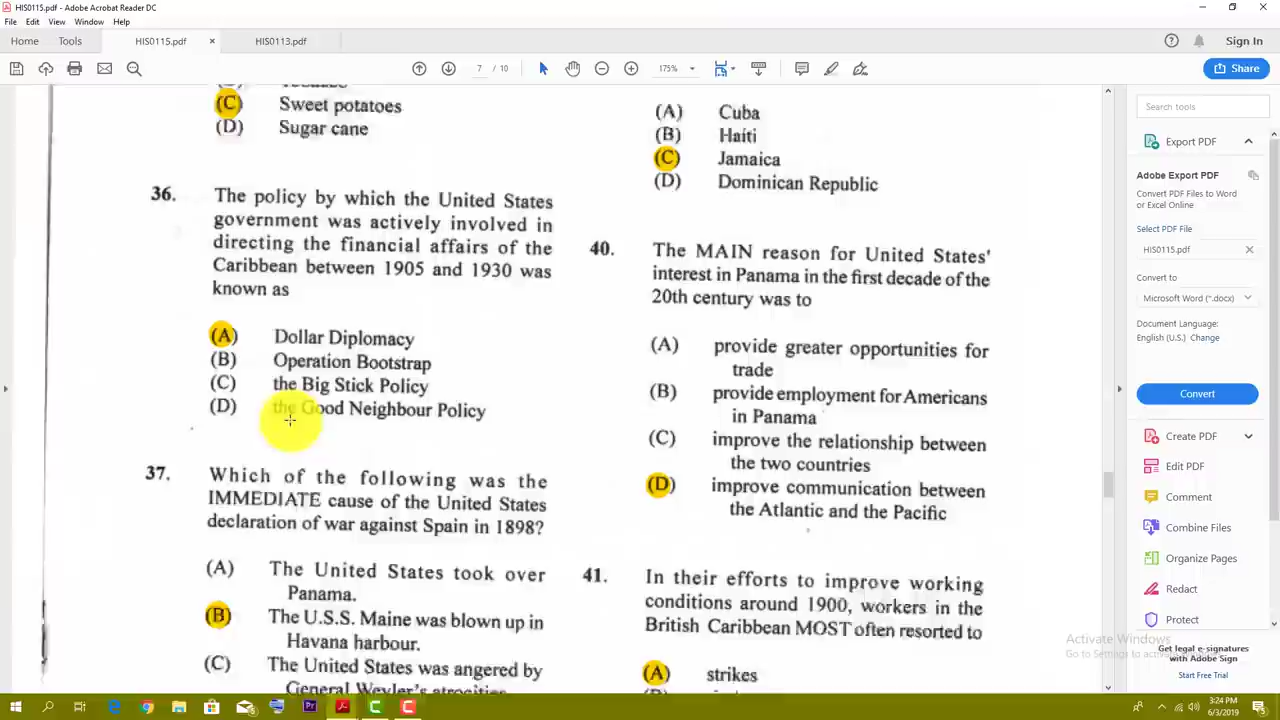 HIS0115.pdf - Adobe Acrobat Reader DC
File Edit View Window Help
Home Tools HIS0115.pdf × HIS0113.pdf Sign In
7 / 10 175% Share
(C) Sweet potatoes
(D) Sugar cane
36. The policy by which the United States
government was actively involved in
directing the financial affairs of the
Caribbean between 1905 and 1930 was
known as
(A) Dollar Diplomacy
(B) Operation Bootstrap
(C) the Big Stick Policy
(D) the Good Neighbour Policy
37. Which of the following was the
IMMEDIATE cause of the United States
declaration of war against Spain in 1898?
(A) The United States took over
Panama.
(B) The U.S.S. Maine was blown up in
Havana harbour.
(C) The United States was angered by
General Weyler's atrocities
(A) Cuba
(B) Haiti
(C) Jamaica
(D) Dominican Republic
40. The MAIN reason for United States'
interest in Panama in the first decade of the
20th century was to
(A) provide greater opportunities for
trade
(B) provide employment for Americans
in Panama
(C) improve the relationship between
the two countries
(D) improve communication between
the Atlantic and the Pacific
41. In their efforts to improve working
conditions around 1900, workers in the
British Caribbean MOST often resorted to
(A) strikes
Search tools
Export PDF
Adobe Export PDF
Convert PDF Files to Word
or Excel Online
Select PDF File
HIS0115.pdf
Convert to
Microsoft Word (*.docx)
Document Language:
English (U.S.) Change
Convert
Create PDF
Edit PDF
Comment
Combine Files
Organize Pages
Redact
Protect
Activate Windows
Go to Settings to activate
Get legal e-signatures
with Adobe Sign
Start Free Trial
3:24 PM
6/3/2019